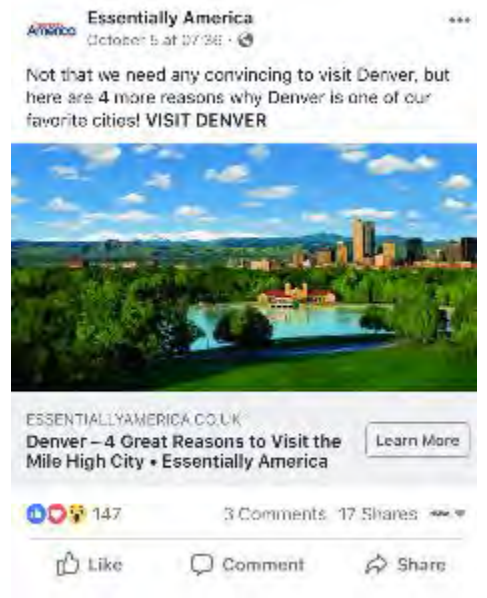 Essentially America
America
October 5 at 07:36 ·
Not that we need any convincing to visit Denver, but
here are 4 more reasons why Denver is one of our
favorite cities! VISIT DENVER
ESSENTIALLYAMERICA.CO.UK
Denver – 4 Great Reasons to Visit the
Mile High City • Essentially America
Learn More
147
3 Comments 17 Shares
Like
Comment
Share